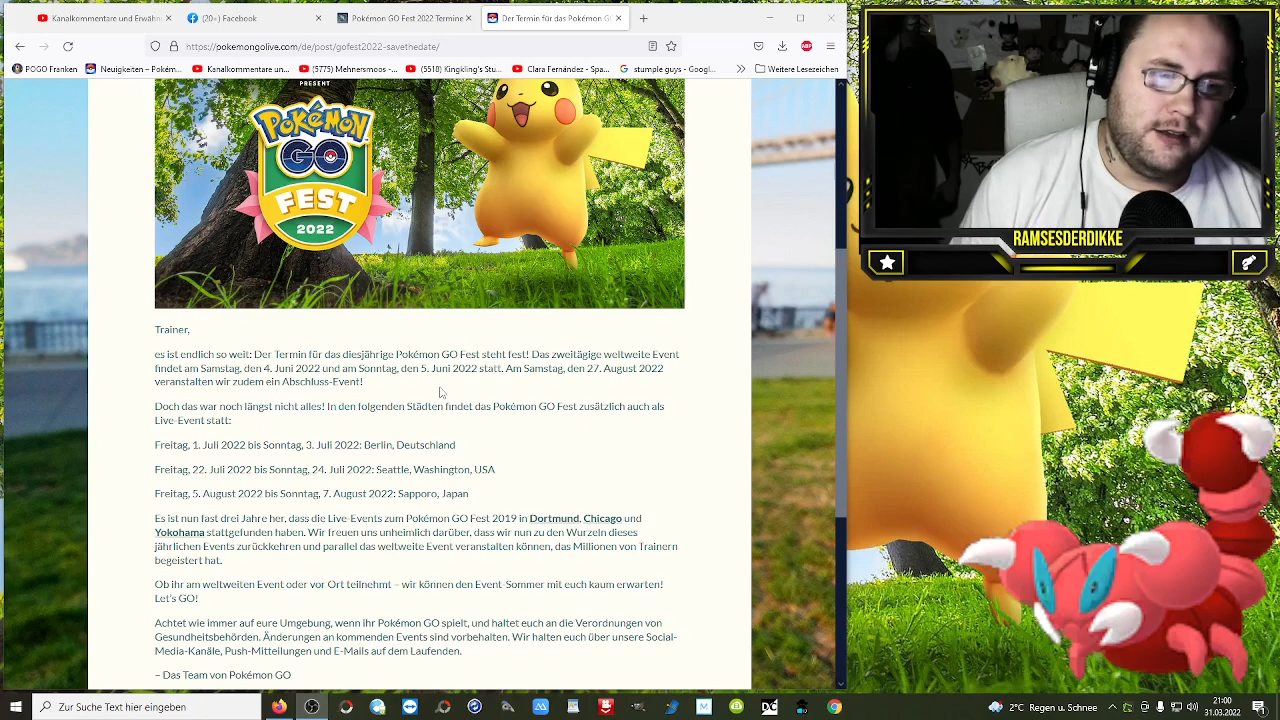 Kanalkommentare und Erwähn
(20+) Facebook
Pokémon GO Fest 2022 Termine
Der Termin für das Pokémon G
https://pokemongolive.com/de/post/gofest2022-savethedate/
POGO Franken
Neuigkeiten – Pokém...
Kanalkommentare un...
(5775) Mehnersmoos-...
(5518) Kingkling's Stu...
Clara Fernández - Spa...
stumple guys - Googl...
Weitere Lesezeichen
PRESENT
POKÉMON
GO
FEST
2022
RAMSESDERDIKKE
Trainer,
es ist endlich so weit: Der Termin für das diesjährige Pokémon GO Fest steht fest! Das zweitägige weltweite Event
findet am Samstag, den 4. Juni 2022 und am Sonntag, den 5. Juni 2022 statt. Am Samstag, den 27. August 2022
veranstalten wir zudem ein Abschluss-Event!
Doch das war noch längst nicht alles! In den folgenden Städten findet das Pokémon GO Fest zusätzlich auch als
Live-Event statt:
Freitag, 1. Juli 2022 bis Sonntag, 3. Juli 2022: Berlin, Deutschland
Freitag, 22. Juli 2022 bis Sonntag, 24. Juli 2022: Seattle, Washington, USA
Freitag, 5. August 2022 bis Sonntag, 7. August 2022: Sapporo, Japan
Es ist nun fast drei Jahre her, dass die Live-Events zum Pokémon GO Fest 2019 in Dortmund, Chicago und
Yokohama stattgefunden haben. Wir freuen uns unheimlich darüber, dass wir nun zu den Wurzeln dieses
jährlichen Events zurückkehren und parallel das weltweite Event veranstalten können, das Millionen von Trainern
begeistert hat.
Ob ihr am weltweiten Event oder vor Ort teilnehmt – wir können den Event-Sommer mit euch kaum erwarten!
Let's GO!
Achtet wie immer auf eure Umgebung, wenn ihr Pokémon GO spielt, und haltet euch an die Verordnungen von
Gesundheitsbehörden. Änderungen an kommenden Events sind vorbehalten. Wir halten euch über unsere Social-
Media-Kanäle, Push-Mitteilungen und E-Mails auf dem Laufenden.
– Das Team von Pokémon GO
Zur Suche Text hier eingeben
21:00
31.03.2022